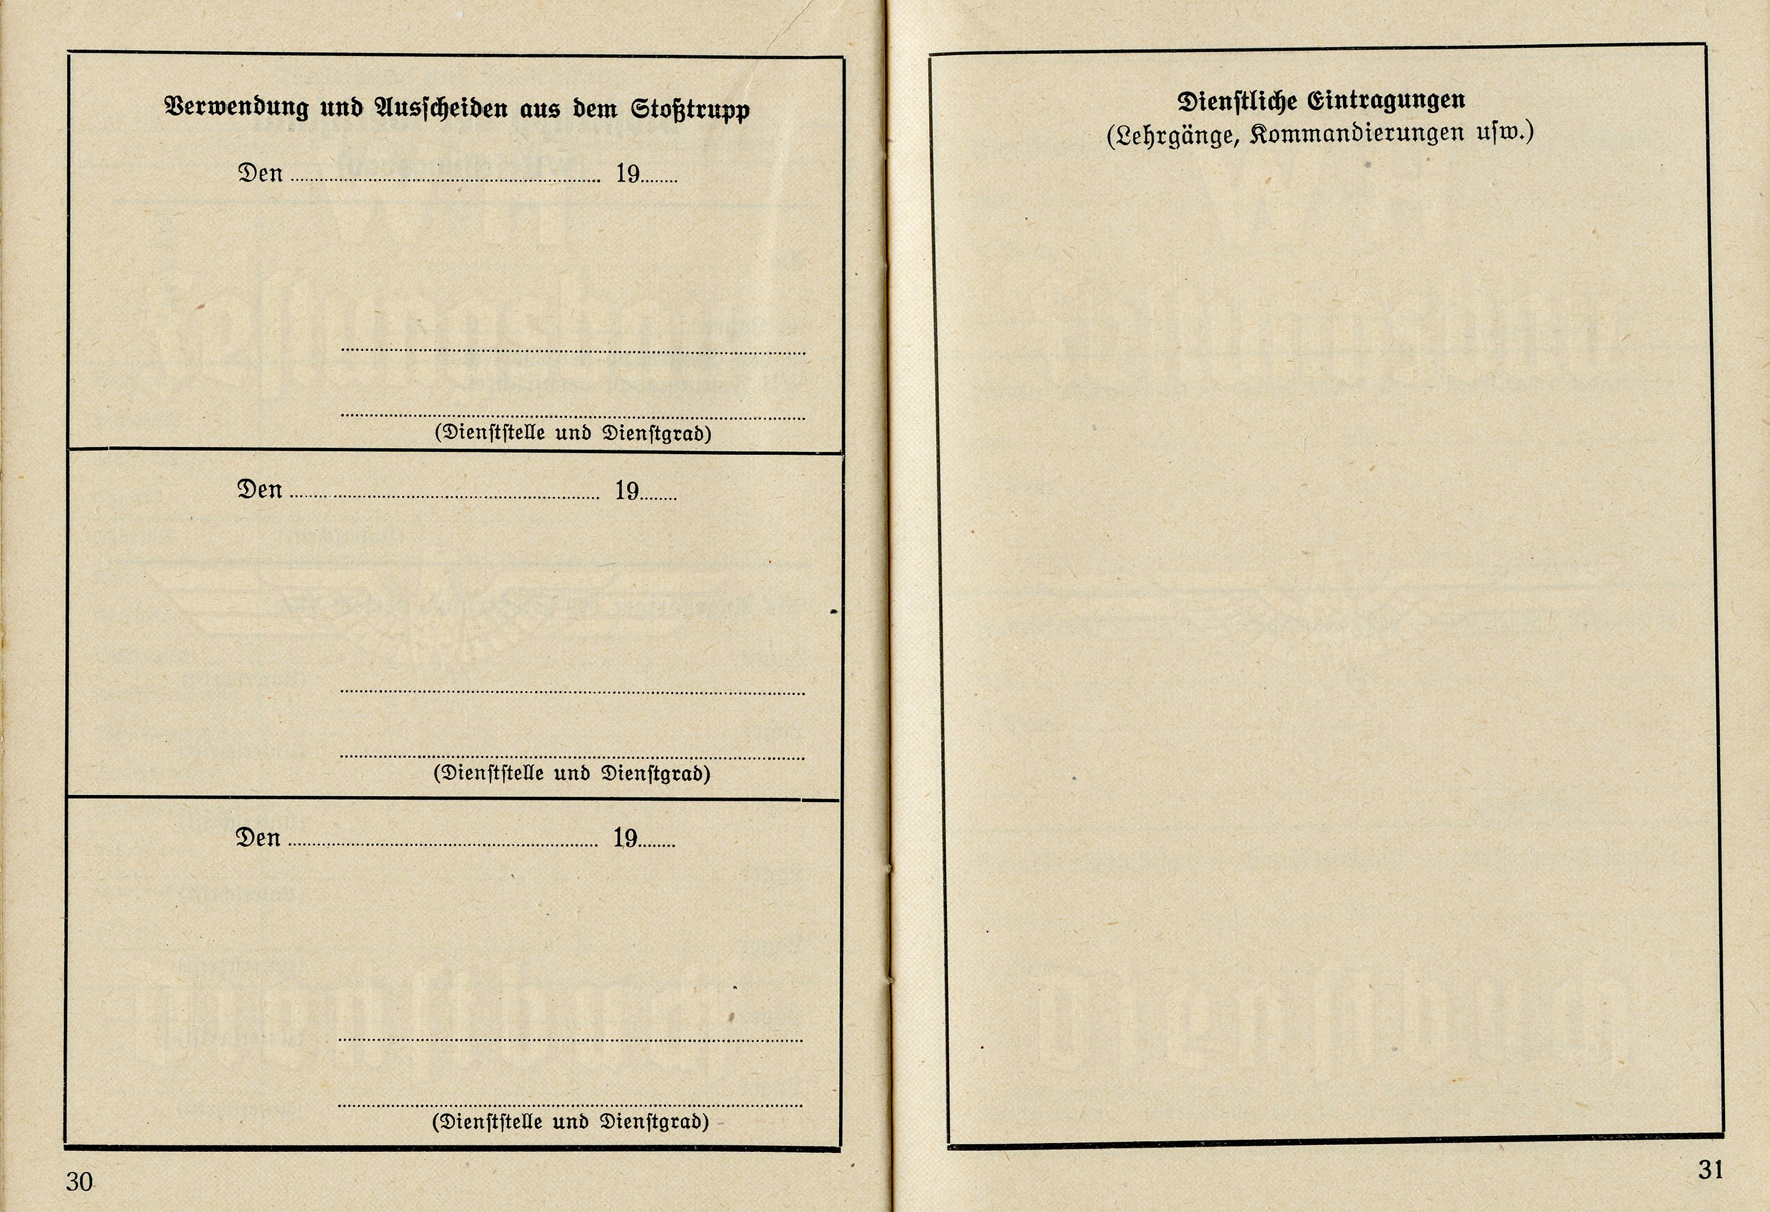 Verwendung und Ausscheiden aus dem Stoßtrupp
Den ........................ 19........
(Dienststelle und Dienstgrad)
Den ........................ 19........
(Dienststelle und Dienstgrad)
Den ........................ 19........
(Dienststelle und Dienstgrad)
30
Dienstliche Eintragungen
(Lehrgänge, Kommandierungen usw.)
31